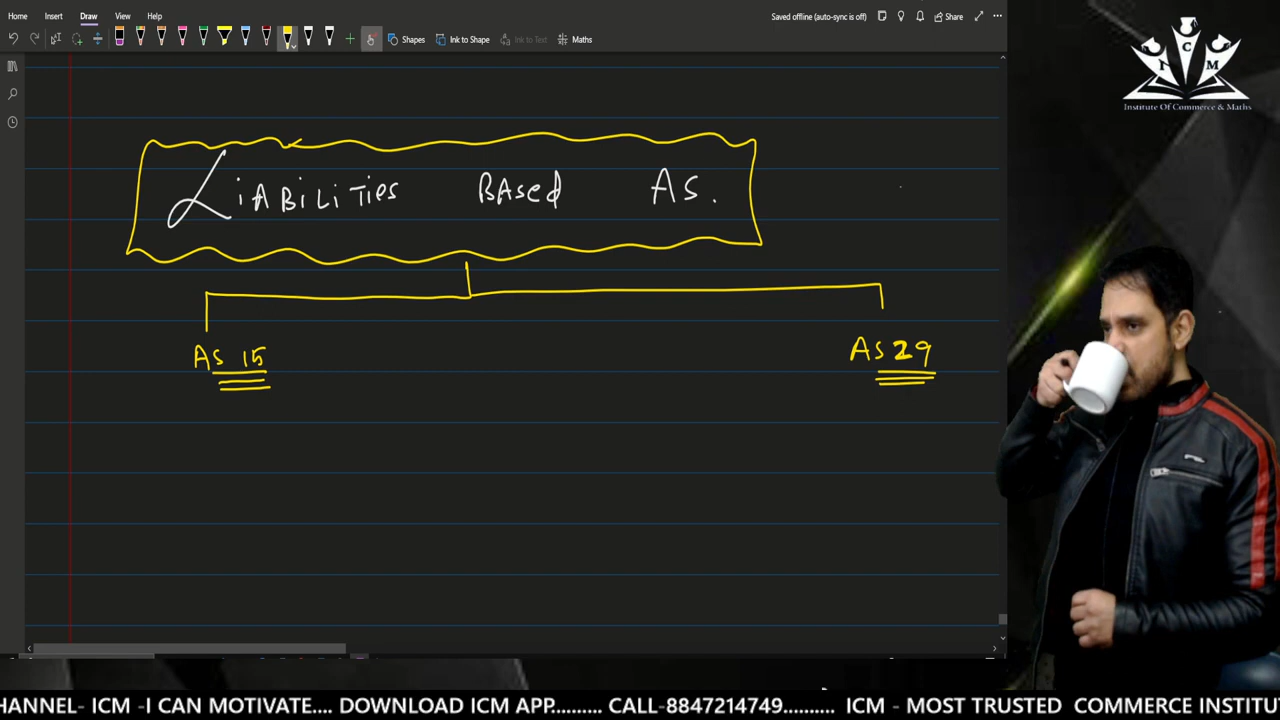 Home Insert Draw View Help
Saved offline (auto-sync is off) Share
Shapes Ink to Shape Ink to Text Maths
I C M
Institute Of Commerce & Maths
LiABiLiTies BAsed AS.
As 15
As 29
HANNEL- ICM -I CAN MOTIVATE.... DOWNLOAD ICM APP.......... CALL-8847214749.......... ICM - MOST TRUSTED COMMERCE INSTITU